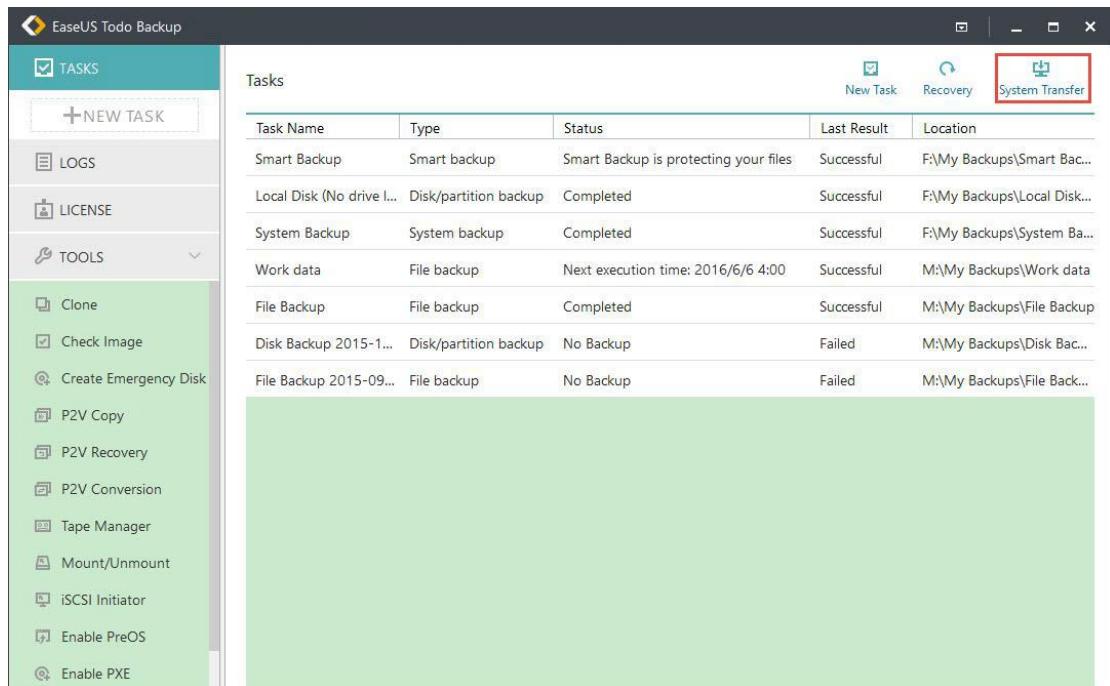 EaseUS Todo Backup
TASKS
NEW TASK
LOGS
LICENSE
TOOLS
Clone
Check Image
Create Emergency Disk
P2V Copy
P2V Recovery
P2V Conversion
Tape Manager
Mount/Unmount
iSCSI Initiator
Enable PreOS
Enable PXE
Tasks
New Task Recovery System Transfer
Task Name Type Status Last Result Location
Smart Backup Smart backup Smart Backup is protecting your files Successful F:\My Backups\Smart Bac...
Local Disk (No drive l... Disk/partition backup Completed Successful F:\My Backups\Local Disk...
System Backup System backup Completed Successful F:\My Backups\System Ba...
Work data File backup Next execution time: 2016/6/6 4:00 Successful M:\My Backups\Work data
File Backup File backup Completed Successful M:\My Backups\File Backup
Disk Backup 2015-1... Disk/partition backup No Backup Failed M:\My Backups\Disk Bac...
File Backup 2015-09... File backup No Backup Failed M:\My Backups\File Back...